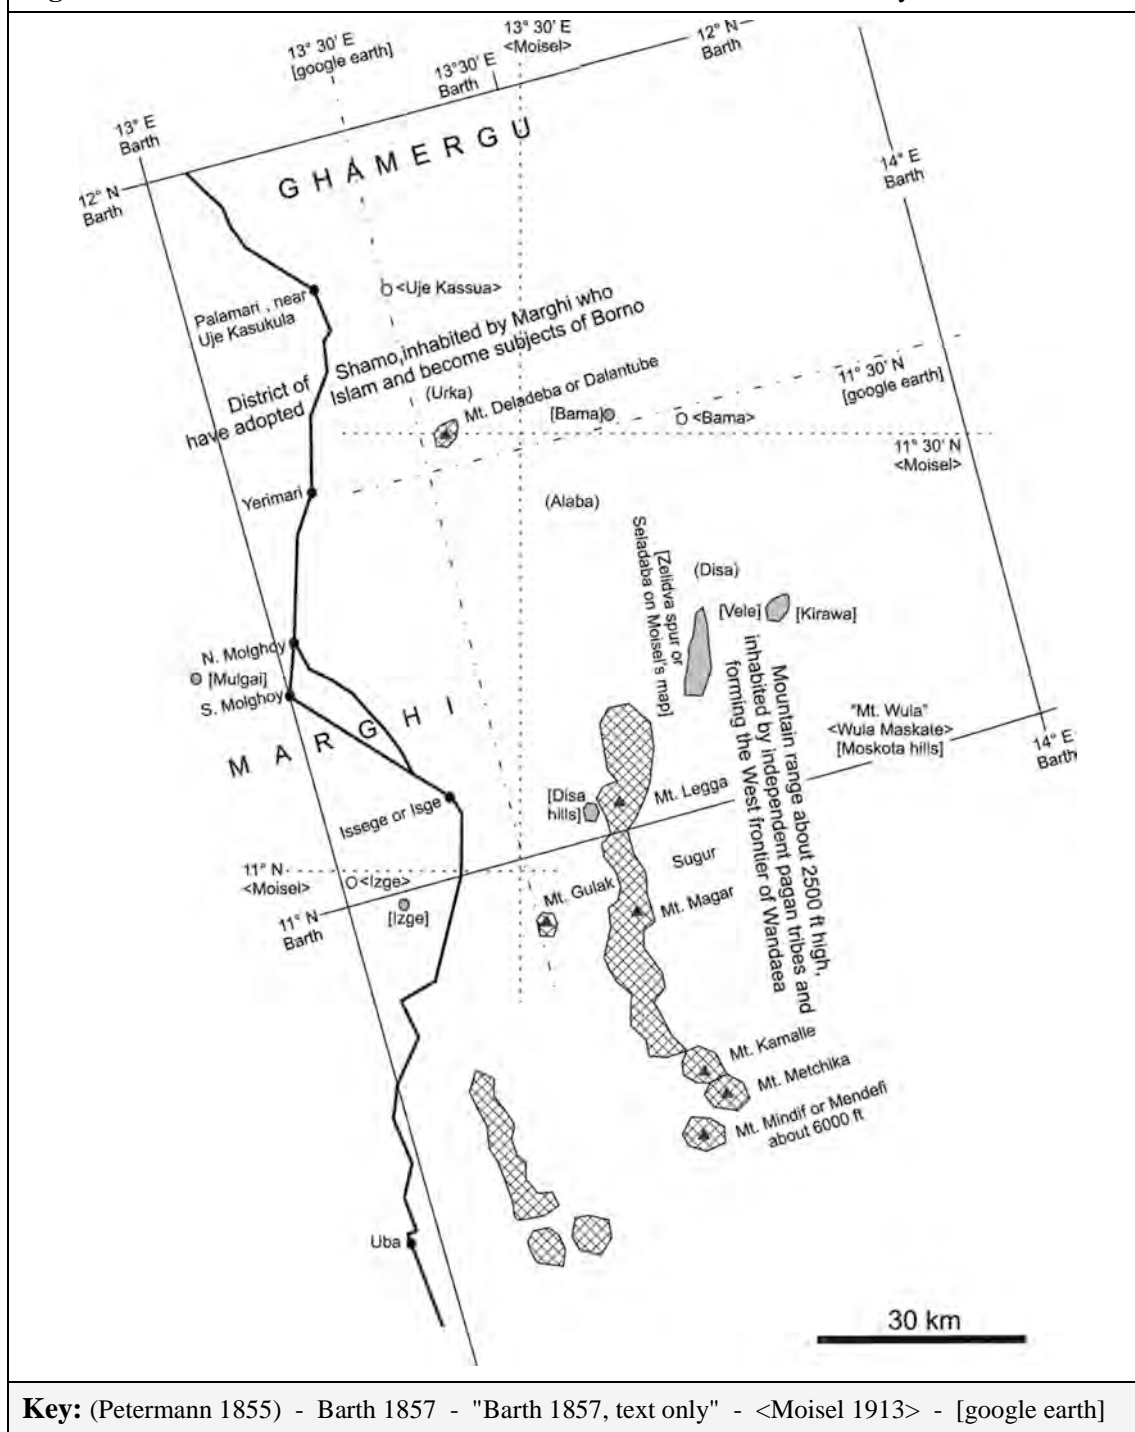 13° 30' E
[google earth]
13° 30' E
<Moisel>
12° N
Barth
13°30' E
Barth
13° E
Barth
12° N
Barth
14° E
Barth
GHAMERGU
Palamari , near
Uje Kasukula
<Uje Kassua>
District of Shamo,inhabited by Marghi who
have adopted Islam and become subjects of Borno
(Urka)
Mt. Deladeba or Dalantube
[Bama]
<Bama>
11° 30' N
[google earth]
11° 30' N
<Moisel>
Yerimari
(Alaba)
[Zelidva spur or
Seladaba on Moisel's map]
(Disa)
[Vele]
[Kirawa]
N. Molghoy
[Mulgai]
S. Molghoy
MARGHI
Mountain range about 2500 ft high,
inhabited by independent pagan tribes and
forming the West frontier of Wandaea
"Mt. Wula"
<Wula Maskate>
[Moskota hills]
14° E
Barth
Issege or Isge
[Disa
hills]
Mt. Legga
Sugur
11° N
<Moisel>
<Izge>
[Izge]
11° N
Barth
Mt. Gulak
Mt. Magar
Mt. Kamalle
Mt. Metchika
Mt. Mindif or Mendefi
about 6000 ft
Uba
30 km
Key: (Petermann 1855) - Barth 1857 - "Barth 1857, text only" - <Moisel 1913> - [google earth]